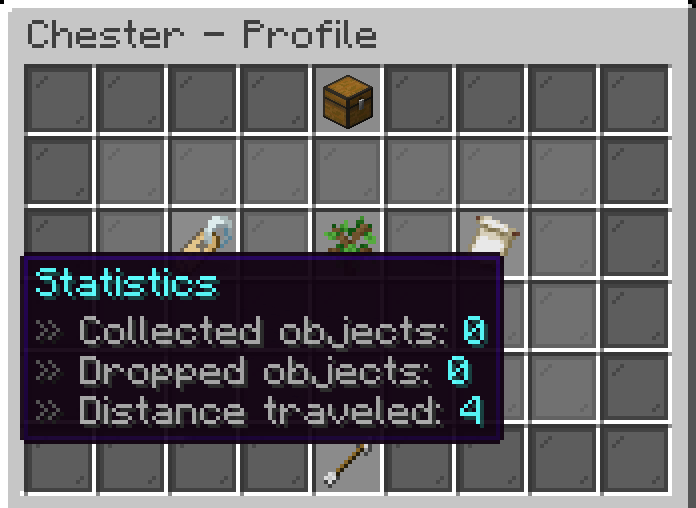 Chester - Profile
Statistics
» Collected objects: 0
» Dropped objects: 0
» Distance traveled: 4